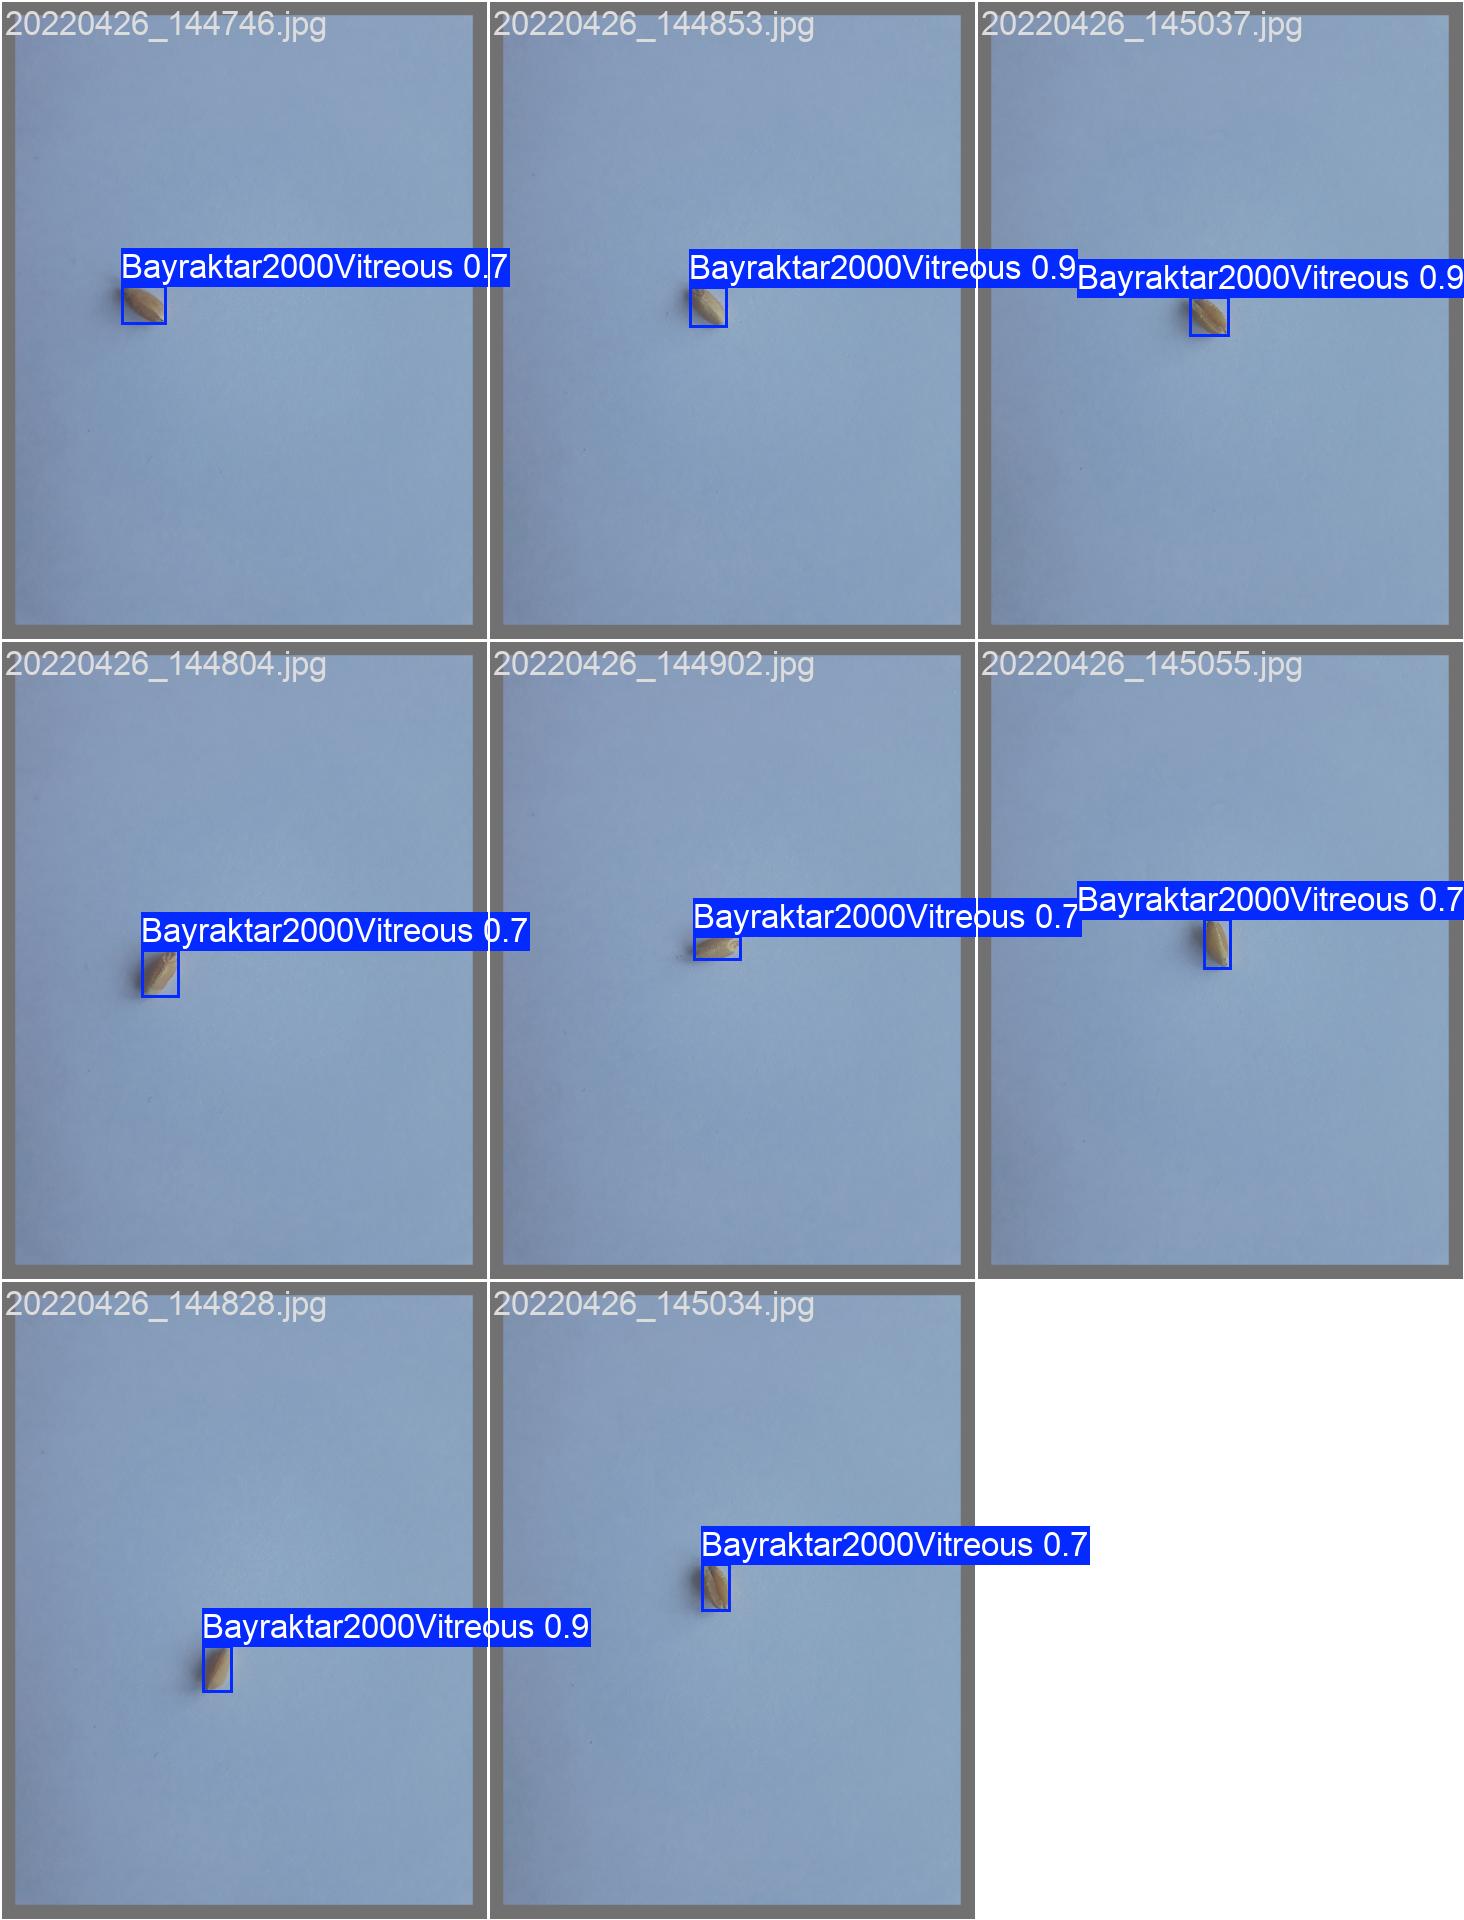 20220426_144746.jpg
20220426_144853.jpg
20220426_145037.jpg
Bayraktar2000Vitreous 0.7
Bayraktar2000Vitreous 0.9
Bayraktar2000Vitreous 0.9
20220426_144804.jpg
20220426_144902.jpg
20220426_145055.jpg
Bayraktar2000Vitreous 0.7
Bayraktar2000Vitreous 0.7
Bayraktar2000Vitreous 0.7
20220426_144828.jpg
20220426_145034.jpg
Bayraktar2000Vitreous 0.9
Bayraktar2000Vitreous 0.7